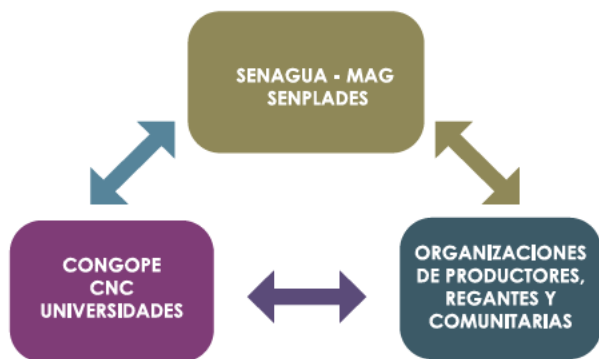 SENAGUA - MAG
SENPLADES
CONGOPE
CNC
UNIVERSIDADES
ORGANIZACIONES
DE PRODUCTORES,
REGANTES Y
COMUNITARIAS